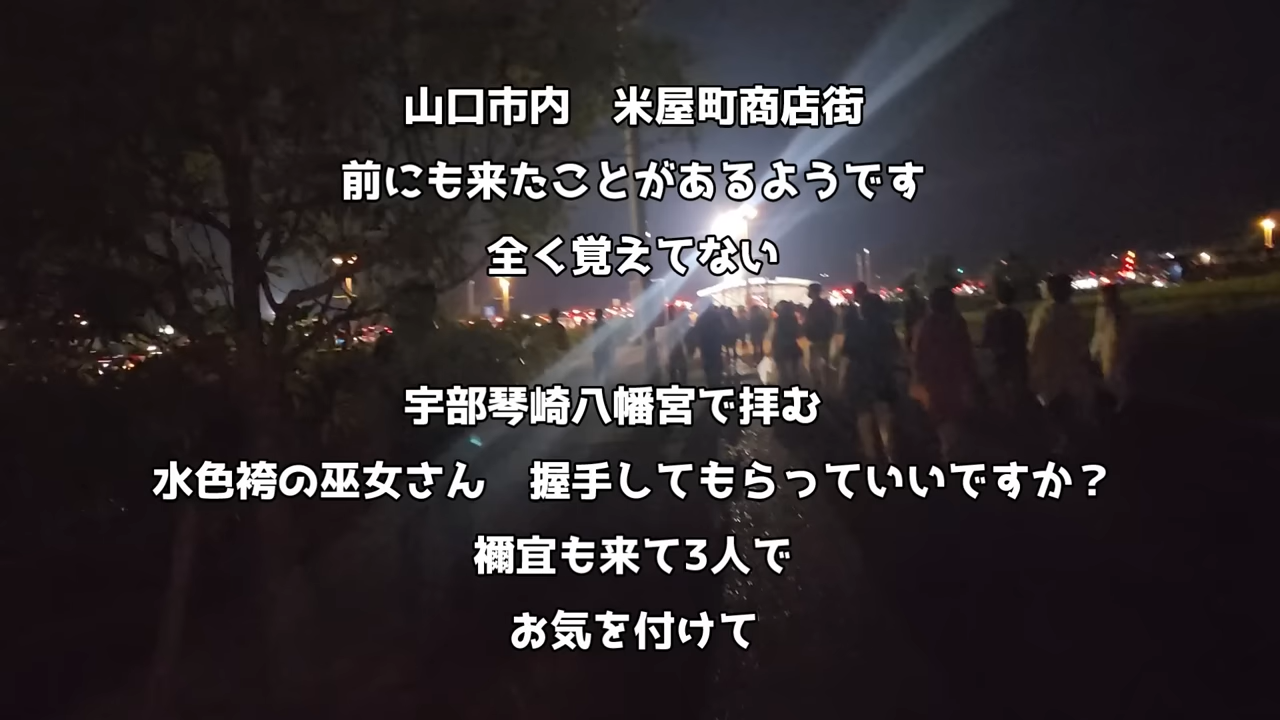 山口市内　米屋町商店街
前にも来たことがあるようです
全く覚えてない
宇部琴崎八幡宮で拝む
水色袴の巫女さん　握手してもらっていいですか？
禰宜も来て3人で
お気を付けて